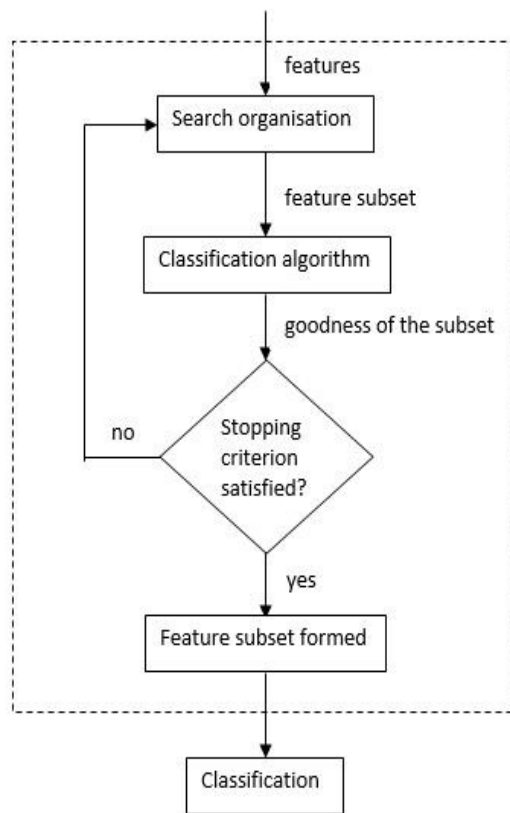 features
Search organisation
feature subset
Classification algorithm
goodness of the subset
no
Stopping
criterion
satisfied?
yes
Feature subset formed
Classification